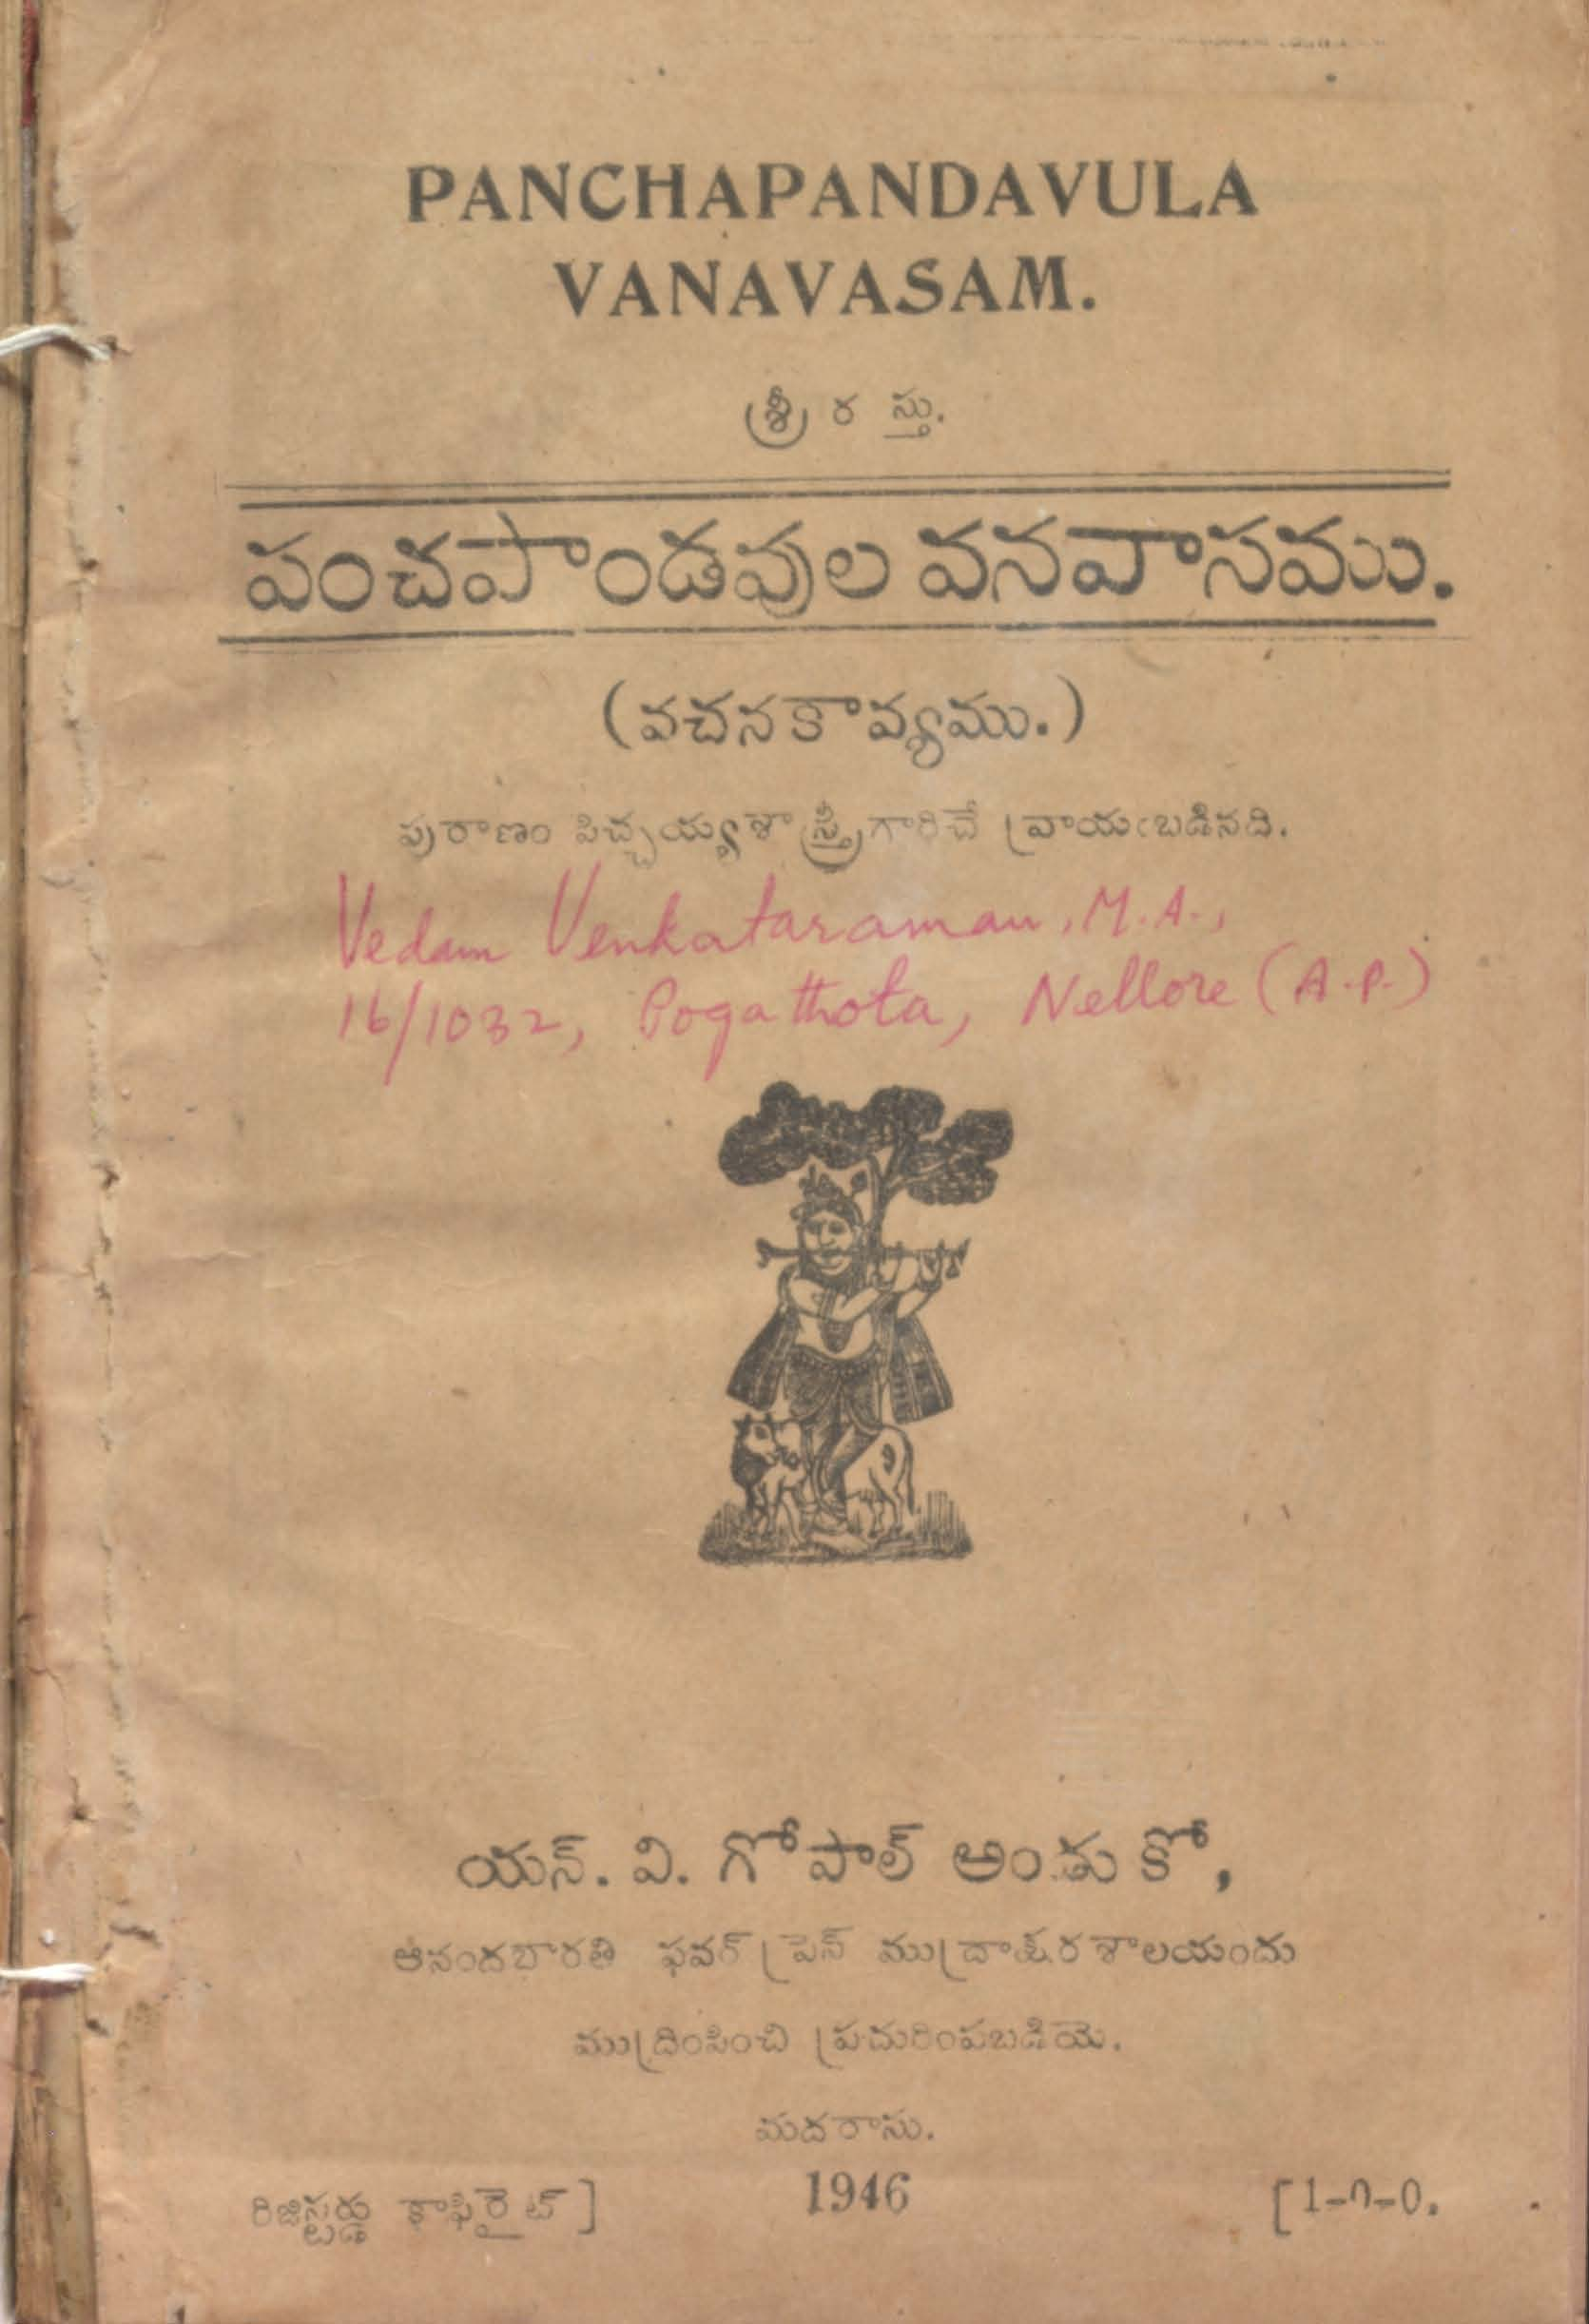 PANCHAPANDAVULA
VANAVASAM.
శ్రీ ర స్తు.
పంచపాండవుల వనవాసము.
(వచనకావ్యము.)
పురాణం పిచ్చయ్యశాస్త్రిగారిచే వ్రాయఁబడినది.
Vedam Venkataraman, M.A.,
16/1032, Pogathota, Nellore (A.P.)
యన్. వి. గోపాల్ అండు కో,
ఆనందభారతి ఫవర్ ప్రెస్ ముద్రాక్షరశాలయందు
ముద్రింపించి ప్రచురింపబడియె.
మదరాసు.
రిజిస్టర్డు కాఫీరైట్] 1946 [1-0-0.